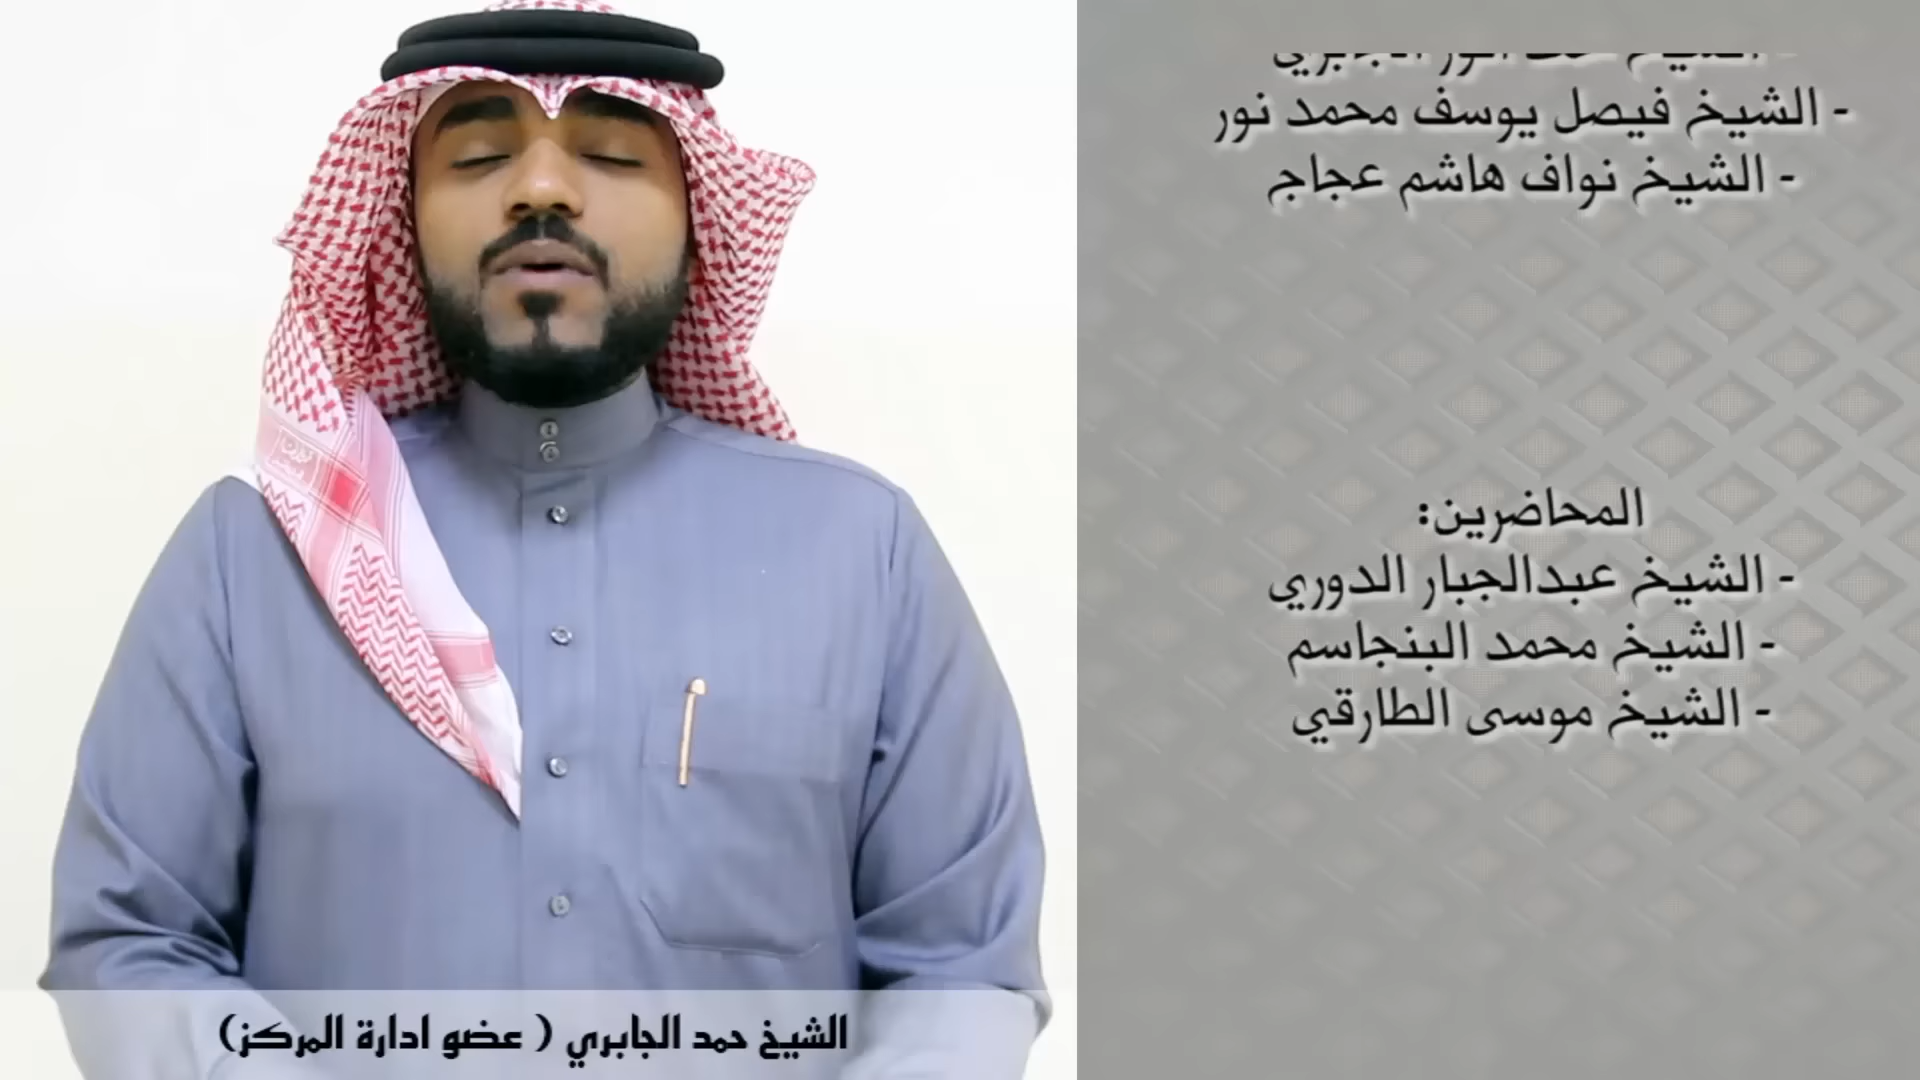 - الشيخ
- الشيخ فيصل يوسف محمد نور
- الشيخ نواف هاشم عجاج
المحاضرين:
- الشيخ عبدالجبار الدوري
- الشيخ محمد البنجاسم
- الشيخ موسى الطارقي
الشيخ حمد الجابري ( عضو ادارة المركز)